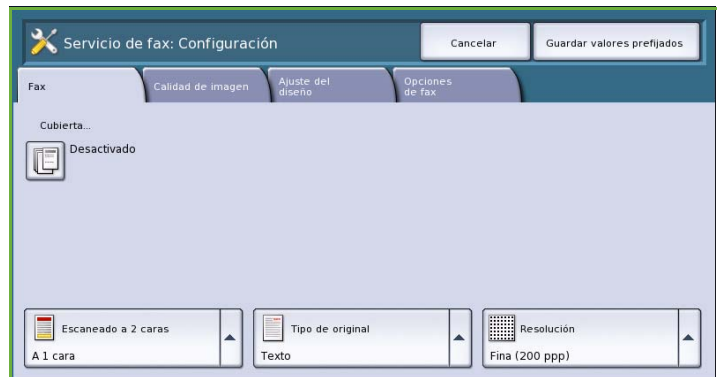 Servicio de fax: Configuración
Cancelar
Guardar valores prefijados
Fax
Calidad de imagen
Ajuste del
diseño
Opciones
de fax
Cubierta...
Desactivado
Escaneado a 2 caras
A 1 cara
Tipo de original
Texto
Resolución
Fina (200 ppp)